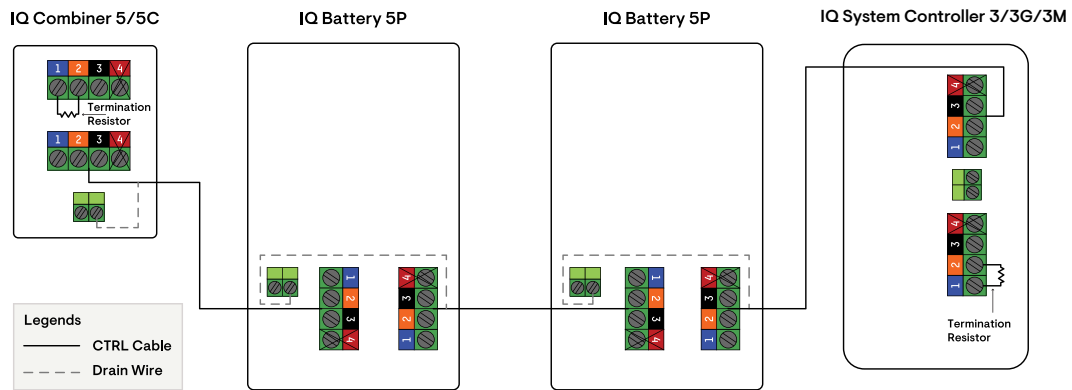 IQ Combiner 5/5C
IQ Battery 5P
IQ Battery 5P
IQ System Controller 3/3G/3M
1 2 3 4
Termination
Resistor
1 2 3 4
1
2
3
4
4
3
2
1
1
2
3
4
4
3
2
1
4
3
2
1
4
3
2
1
Termination
Resistor
Legends
CTRL Cable
Drain Wire